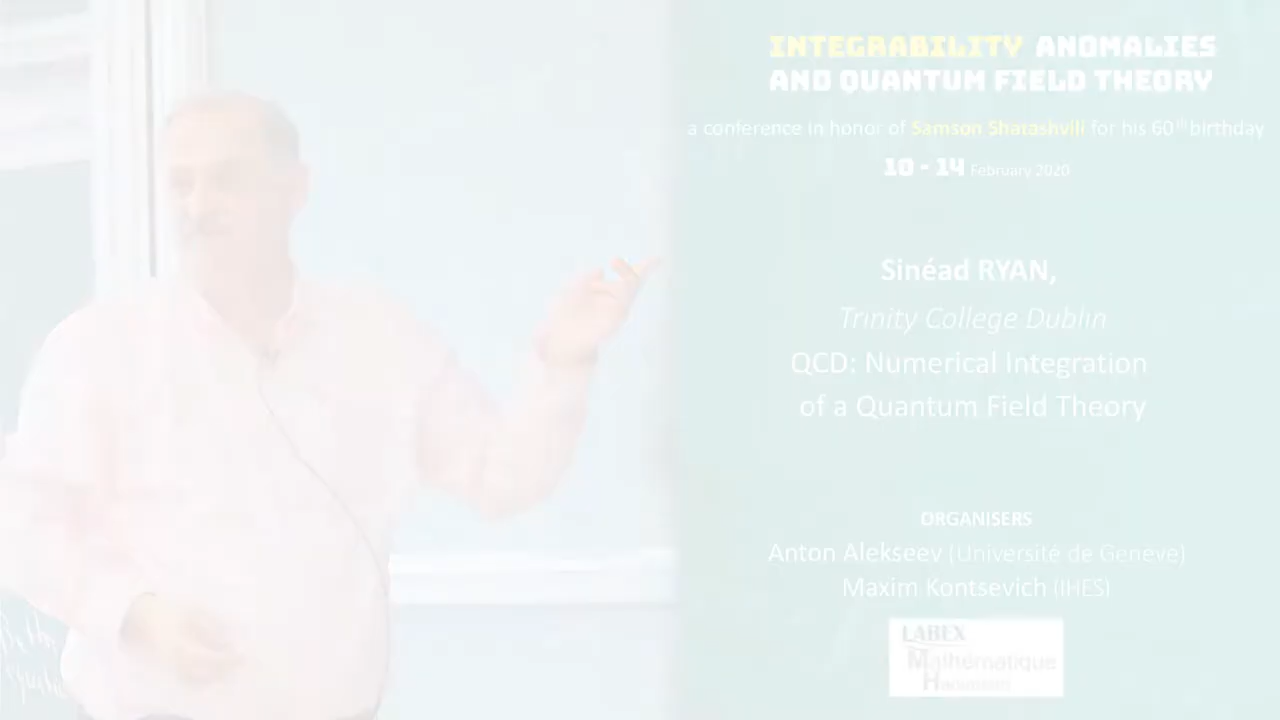 INTEGRABILITY ANOMALIES
AND QUANTUM FIELD THEORY
a conference in honor of Samson Shatashvili for his 60th birthday
10 - 14 February 2020
Sinéad RYAN,
Trinity College Dublin
QCD: Numerical Integration
of a Quantum Field Theory
ORGANISERS
Anton Alekseev (Université de Genève)
Maxim Kontsevich (IHES)
LABEX
Mathématique
Hadamard